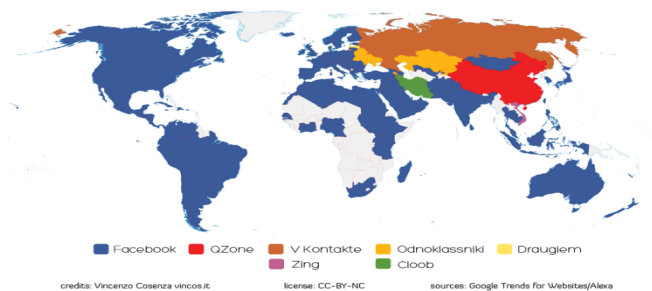 Facebook QZone V Kontakte Odnoklassniki Draugiem
Zing Cloob
credits: Vincenzo Cosenza vincos.it license: CC-BY-NC sources: Google Trends for Websites/Alexa